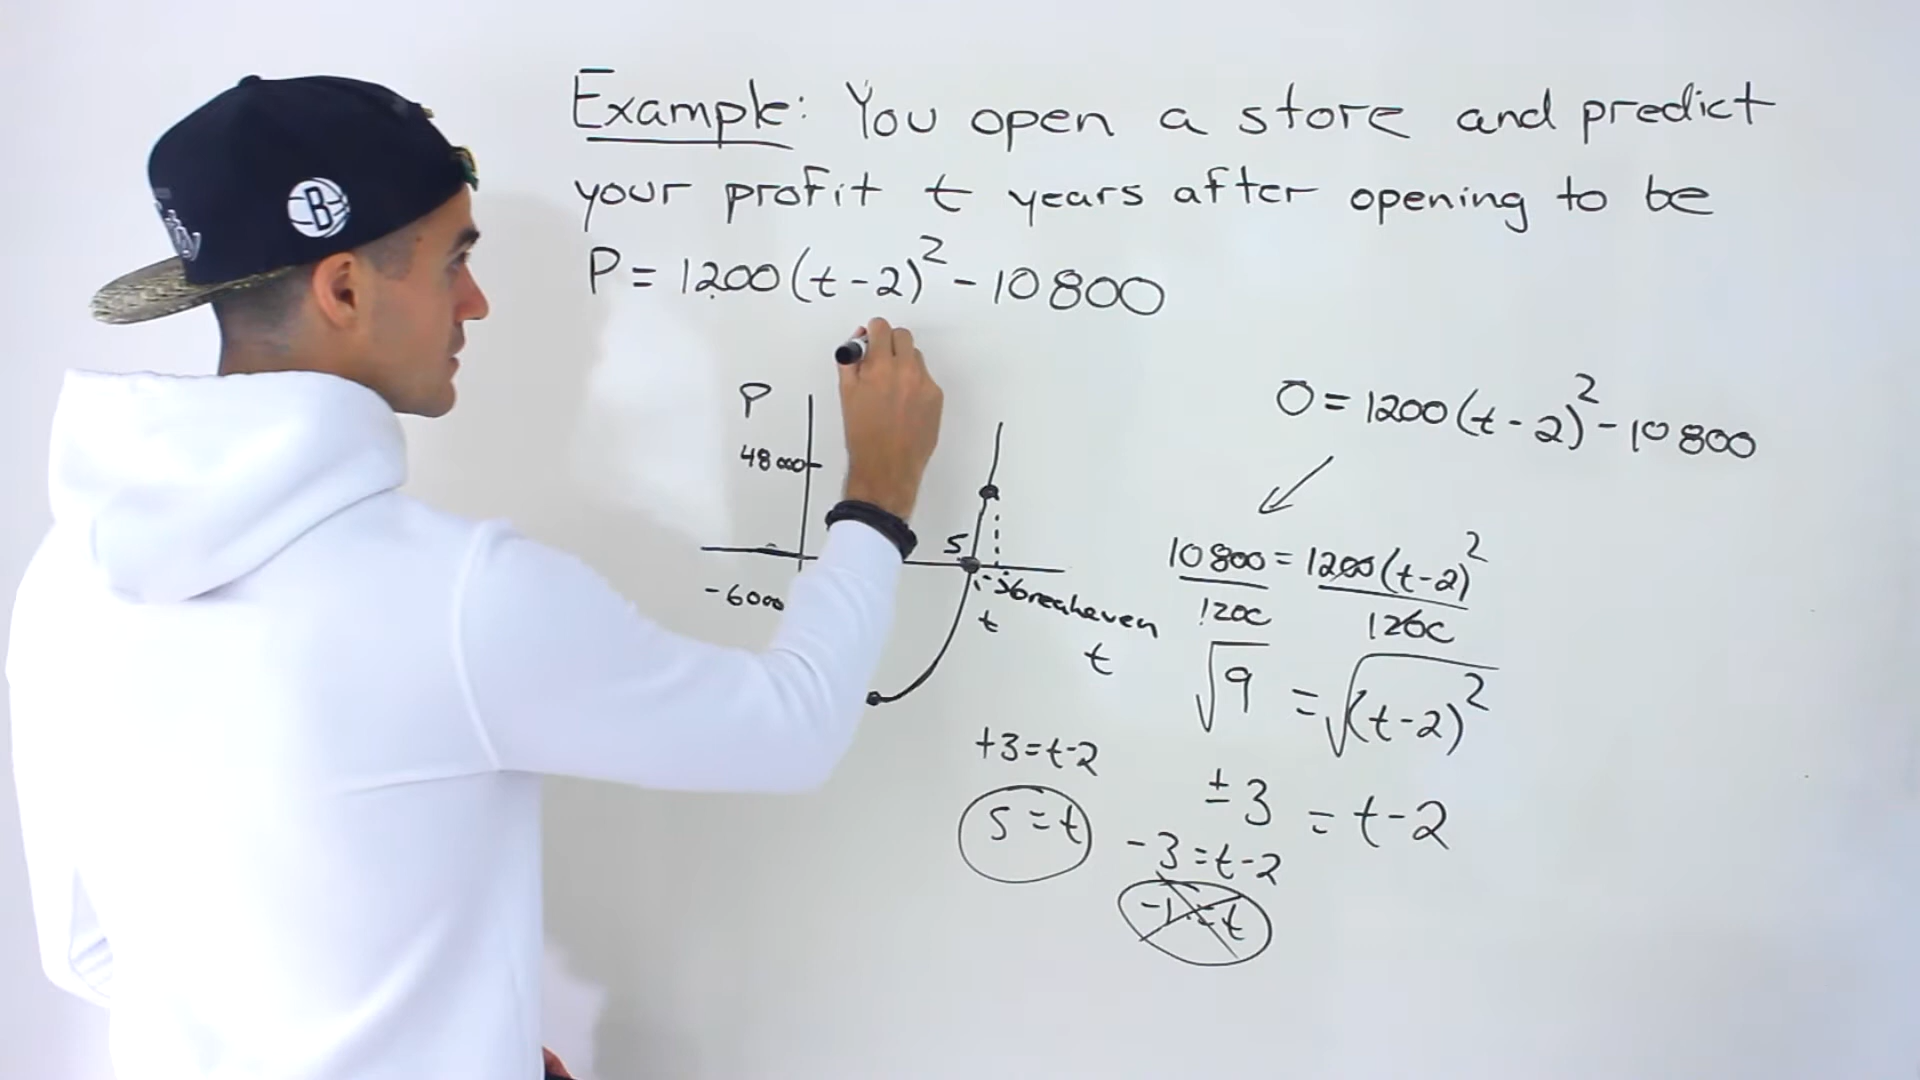 Example: You open a store and predict
your profit t years after opening to be
P = 1200(t-2)² - 10800
P
48000
-6000
5
breakeven
t
t
0 = 1200(t-2)² - 10800
10800 = 1200(t-2)²
1200 1200
√9 = √(t-2)²
±3 = t-2
+3=t-2
5=t
-3=t-2
-1=t
B